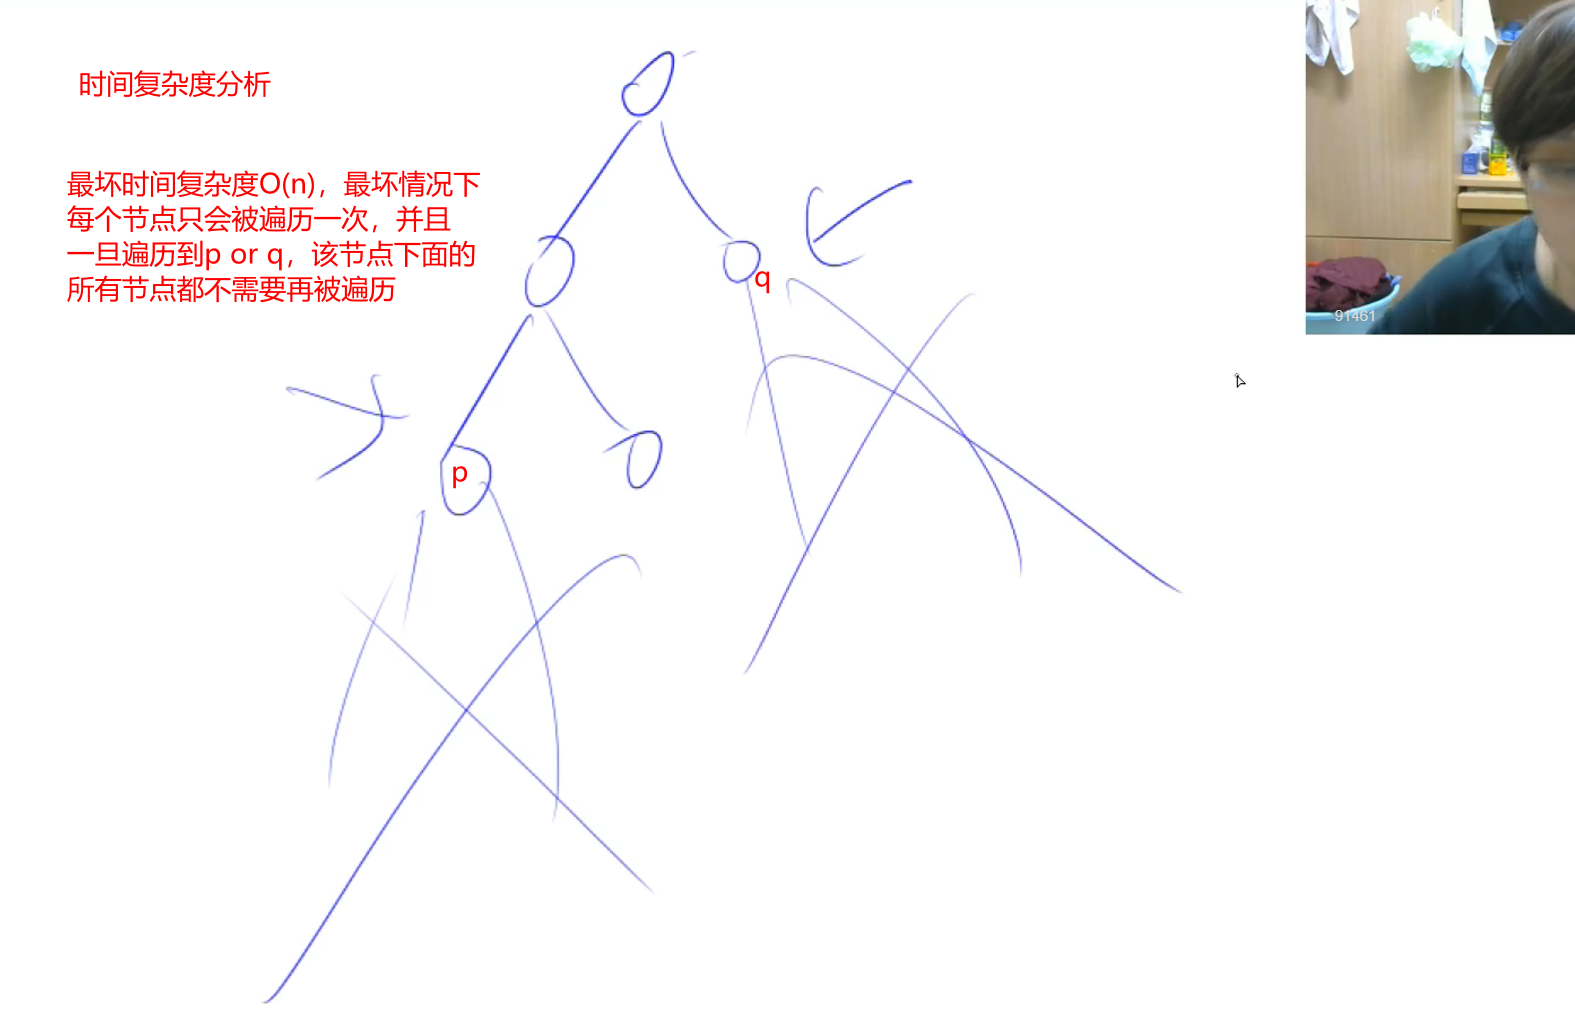 时间复杂度分析
最坏时间复杂度O(n)，最坏情况下
每个节点只会被遍历一次，并且
一旦遍历到p or q，该节点下面的
所有节点都不需要再被遍历
q
p
91461